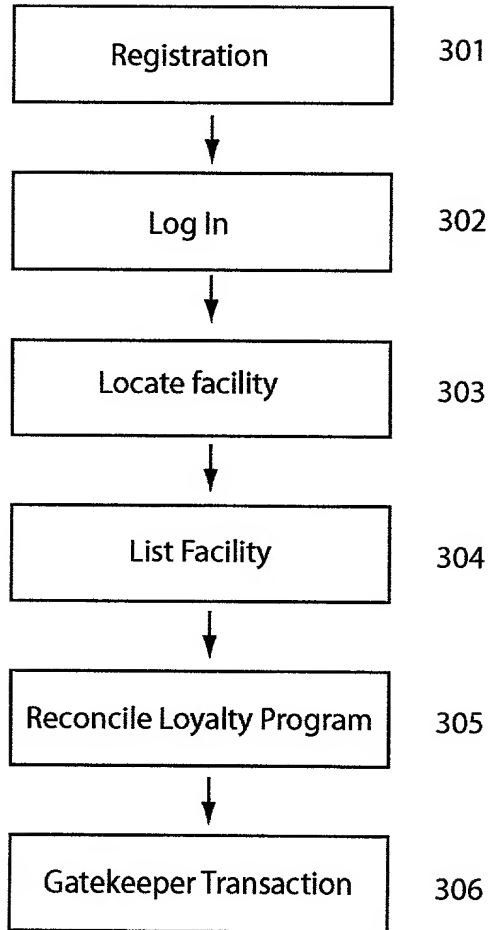 Registration 301
Log In 302
Locate facility 303
List Facility 304
Reconcile Loyalty Program 305
Gatekeeper Transaction 306